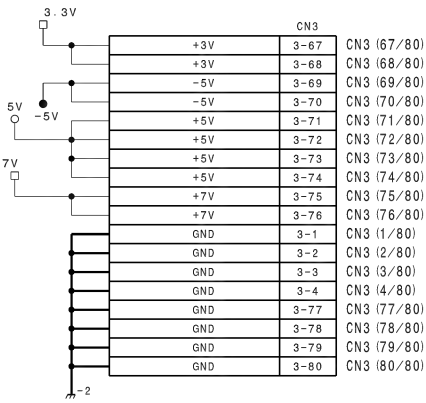 3.3V
CN3
+3V 3-67 CN3 (67/80)
+3V 3-68 CN3 (68/80)
-5V 3-69 CN3 (69/80)
-5V 3-70 CN3 (70/80)
5V -5V +5V 3-71 CN3 (71/80)
+5V 3-72 CN3 (72/80)
+5V 3-73 CN3 (73/80)
7V +5V 3-74 CN3 (74/80)
+7V 3-75 CN3 (75/80)
+7V 3-76 CN3 (76/80)
GND 3-1 CN3 (1/80)
GND 3-2 CN3 (2/80)
GND 3-3 CN3 (3/80)
GND 3-4 CN3 (4/80)
GND 3-77 CN3 (77/80)
GND 3-78 CN3 (78/80)
GND 3-79 CN3 (79/80)
GND 3-80 CN3 (80/80)
-2